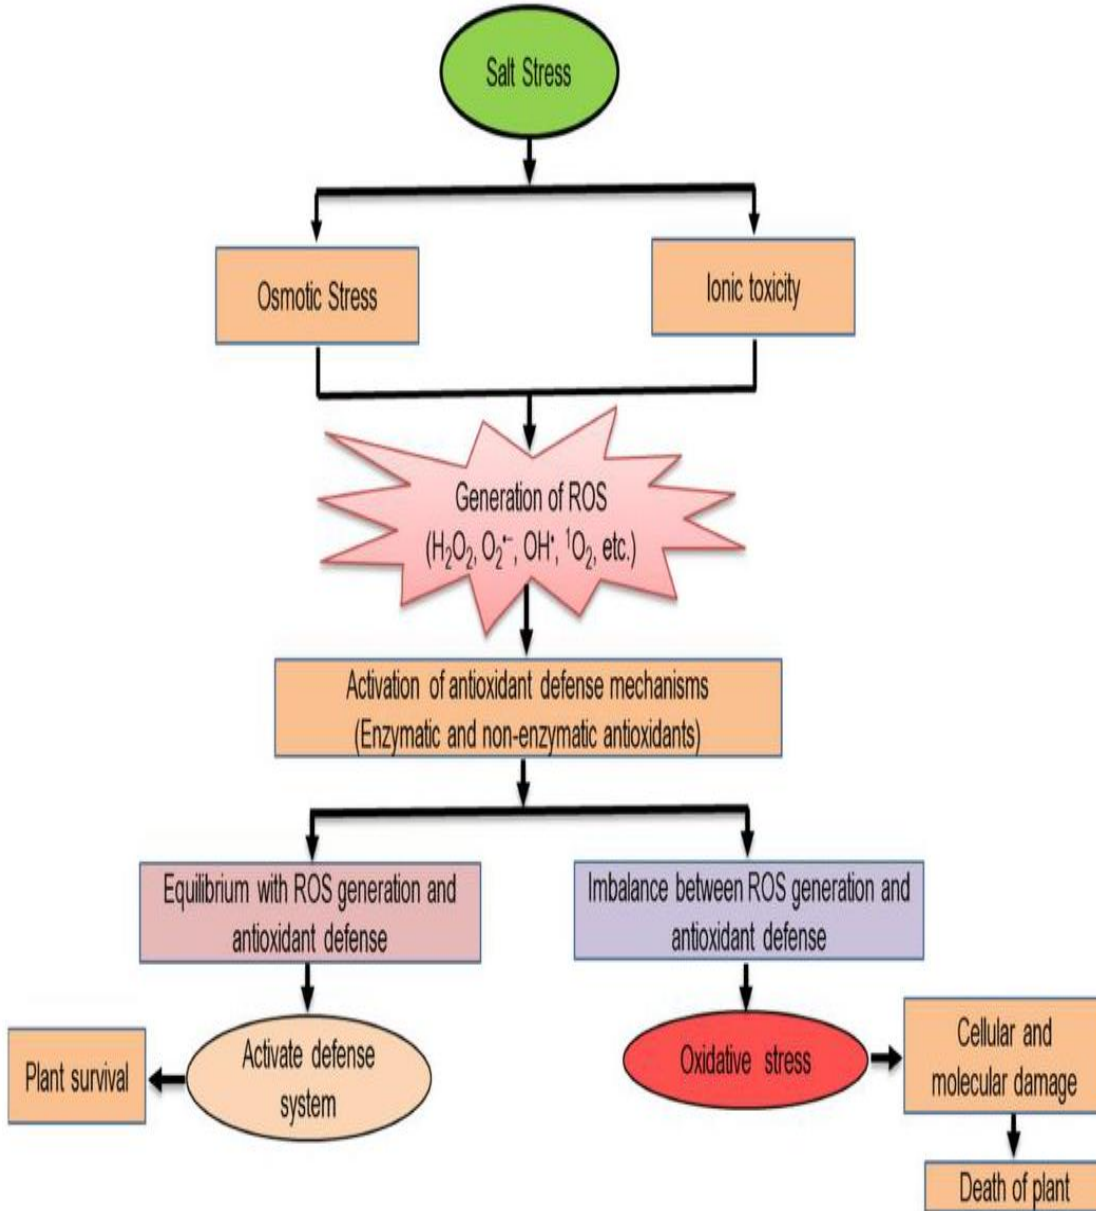 Salt Stress
Osmotic Stress
Ionic toxicity
Generation of ROS
(H₂O₂, O₂•−, OH•, ¹O₂, etc.)
Activation of antioxidant defense mechanisms
(Enzymatic and non-enzymatic antioxidants)
Equilibrium with ROS generation and
antioxidant defense
Imbalance between ROS generation and
antioxidant defense
Plant survival
Activate defense
system
Oxidative stress
Cellular and
molecular damage
Death of plant